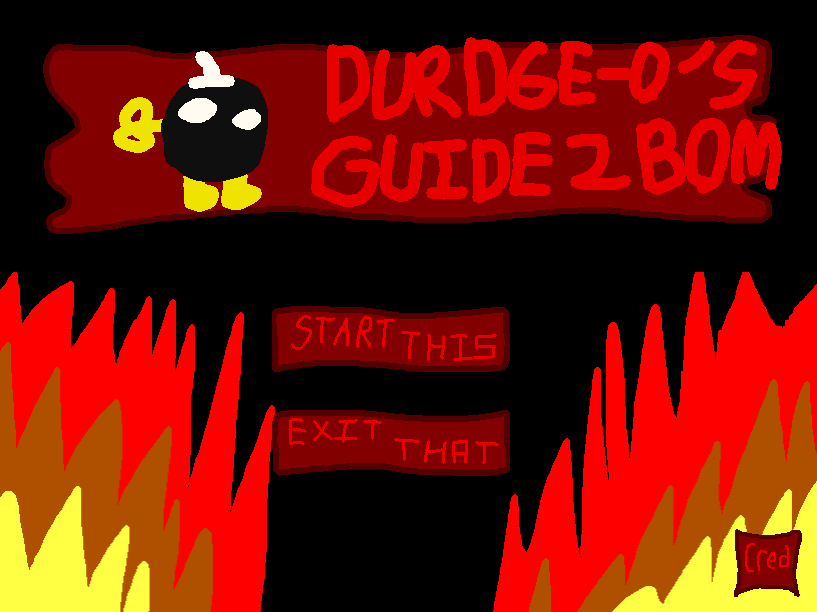 DURDGE-O'S
GUIDE 2 BOM
START THIS
EXIT THAT
Cred